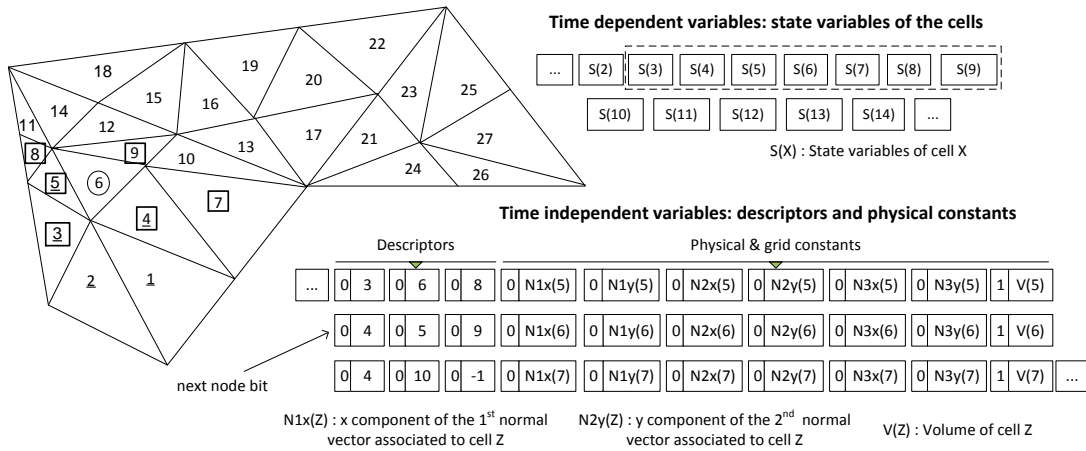 Time dependent variables: state variables of the cells
... S(2) S(3) S(4) S(5) S(6) S(7) S(8) S(9)
S(10) S(11) S(12) S(13) S(14) ...
S(X) : State variables of cell X
22
18 19
20
15 23 25
14 16
11 12 17 21 27
8 9 10 13
24
5 6 26
7
3 4
2 1
Time independent variables: descriptors and physical constants
Descriptors Physical & grid constants
... 0 3 0 6 0 8 0 N1x(5) 0 N1y(5) 0 N2x(5) 0 N2y(5) 0 N3x(5) 0 N3y(5) 1 V(5)
0 4 0 5 0 9 0 N1x(6) 0 N1y(6) 0 N2x(6) 0 N2y(6) 0 N3x(6) 0 N3y(6) 1 V(6)
0 4 0 10 0 -1 0 N1x(7) 0 N1y(7) 0 N2x(7) 0 N2y(7) 0 N3x(7) 0 N3y(7) 1 V(7) ...
next node bit
N1x(Z) : x component of the 1st normal
vector associated to cell Z
N2y(Z) : y component of the 2nd normal
vector associated to cell Z
V(Z) : Volume of cell Z